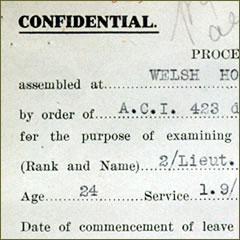 CONFIDENTIAL.
PROCE
assembled at WELSH HO
by order of A.C.I. 423 d
for the purpose of examining
(Rank and Name) 2/Lieut.
Age 24 Service 1.9/
Date of commencement of leave